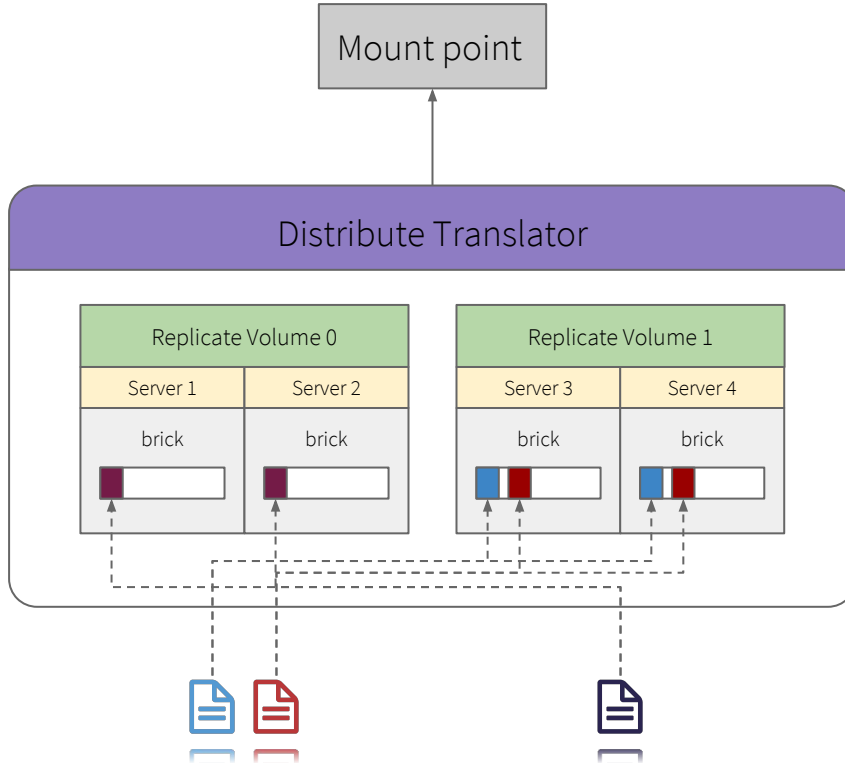 Mount point
Distribute Translator
Replicate Volume 0
Replicate Volume 1
Server 1
Server 2
Server 3
Server 4
brick
brick
brick
brick